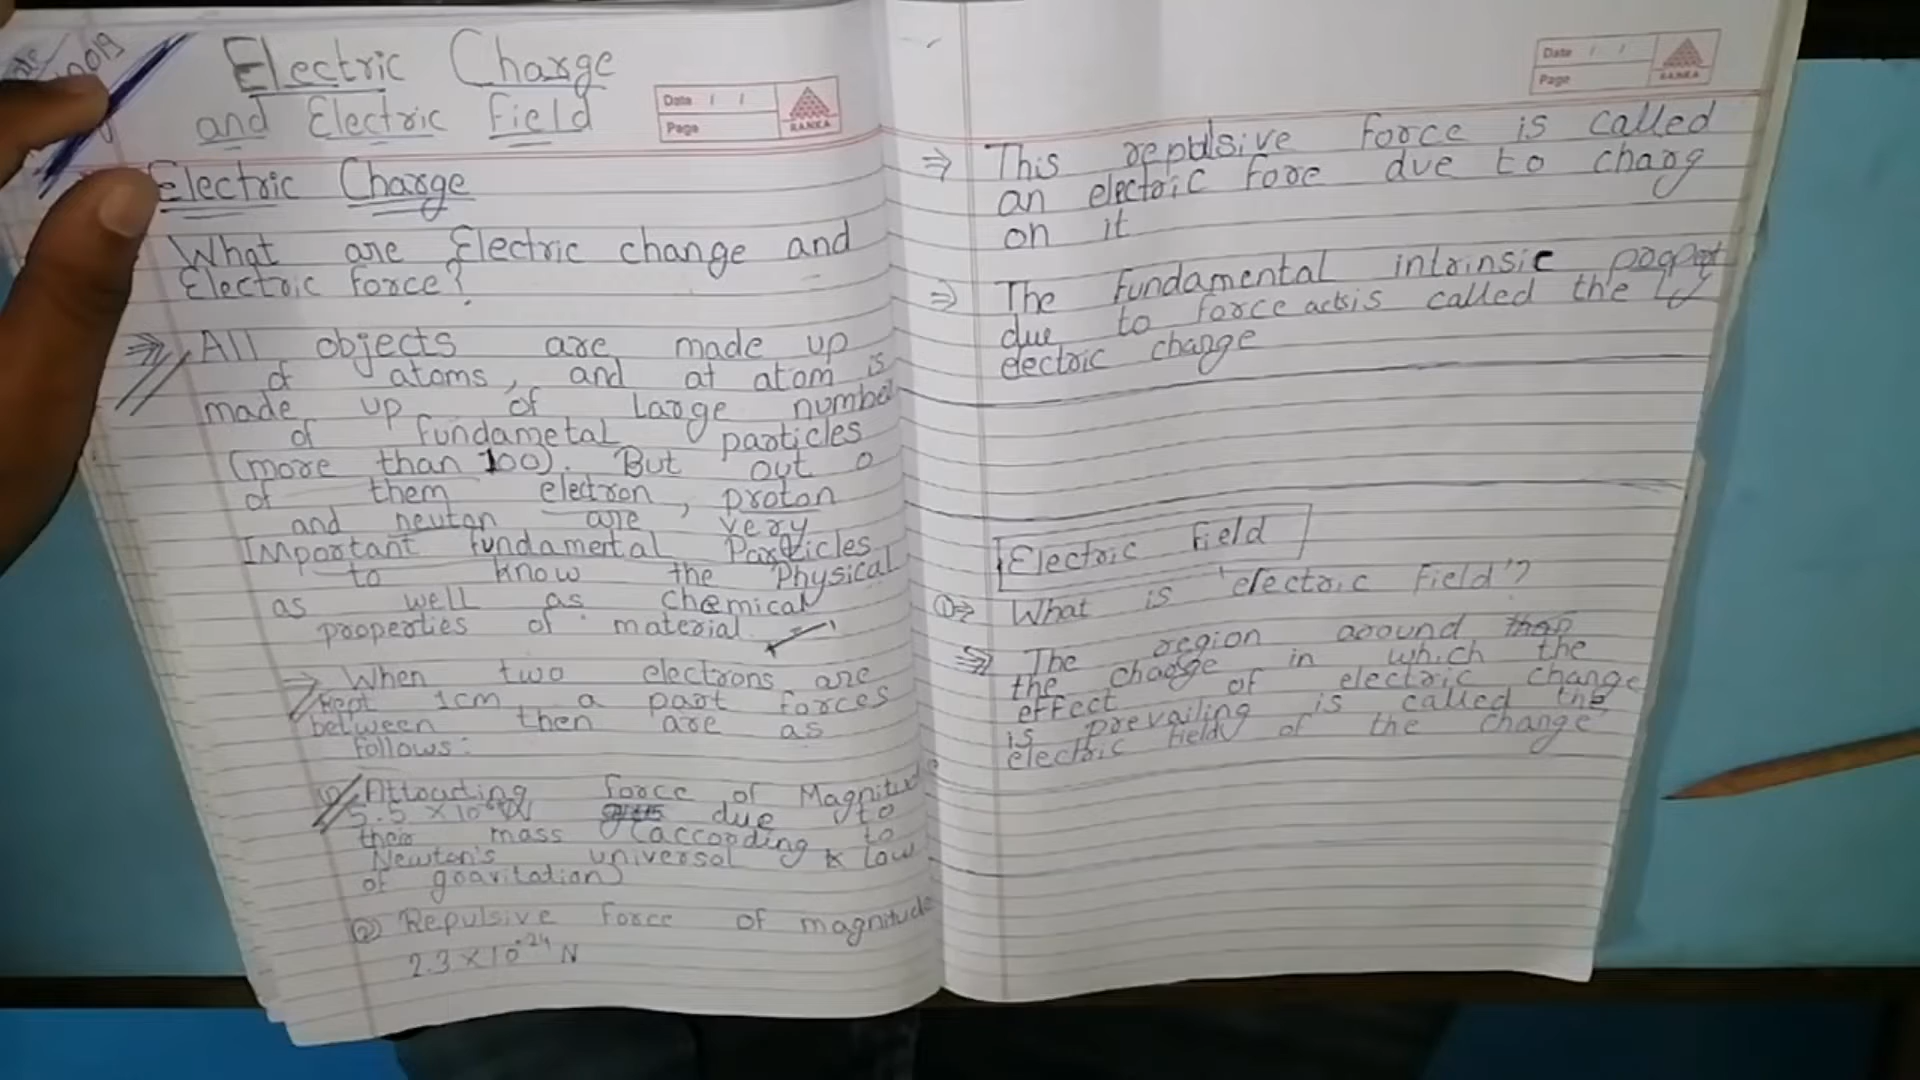 Electric Charge
and Electric Field
Date / /
Page
RANKA
Electric Charge
What are Electric change and
Electric force?
All objects are made up
of atoms, and at atom is
made up of Large number
of fundametal particles
(more than 100). But out o
of them electron, proton
and neuton are very
Important fundamental Particles
to know the Physical
as well as chemical
properties of material
When two electrons are
Kept 1cm a part forces
between then are as
follows:
force of Magnitude
due to
their mass (according to
Newton's universal Law
of gravitation)
② Repulsive Force of magnitude
2.3 × 10⁻²⁴ N
Date / /
Page
RANKA
⇒ This repulsive force is called
an electric fore due to charg
on it
⇒ The fundamental intrinsic
due to force actsis called the
electric charge
Electric Field
①⇒ What is 'electric field'?
⇒ The region around
the charge in which the
effect of electric change
is prevailing is called the
electric field of the change